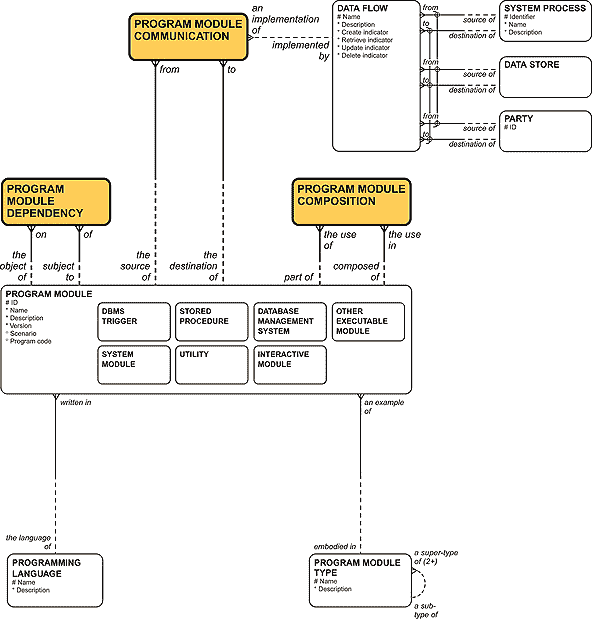 PROGRAM MODULE
COMMUNICATION
from
to
an
implementation
of
implemented
by
DATA FLOW
# Name
* Description
* Create indicator
* Retrieve indicator
* Update indicator
* Delete indicator
from
source of
to
destination of
SYSTEM PROCESS
# Identifier
* Name
* Description
from
source of
to
destination of
DATA STORE
from
source of
to
destination of
PARTY
# ID
PROGRAM
MODULE
DEPENDENCY
on
of
PROGRAM MODULE
COMPOSITION
the use
of
the use
in
the
object
of
subject
to
the
source of
the
destination of
part of
composed
of
PROGRAM MODULE
# ID
* Name
* Description
* Version
° Scenario
° Program code
DBMS
TRIGGER
STORED
PROCEDURE
DATABASE
MANAGEMENT
SYSTEM
OTHER
EXECUTABLE
MODULE
SYSTEM
MODULE
UTILITY
INTERACTIVE
MODULE
written in
an example
of
the language
of
embodied in
PROGRAMMING
LANGUAGE
# Name
* Description
PROGRAM MODULE
TYPE
# Name
* Description
a super-type
of (2+)
a sub-
type of